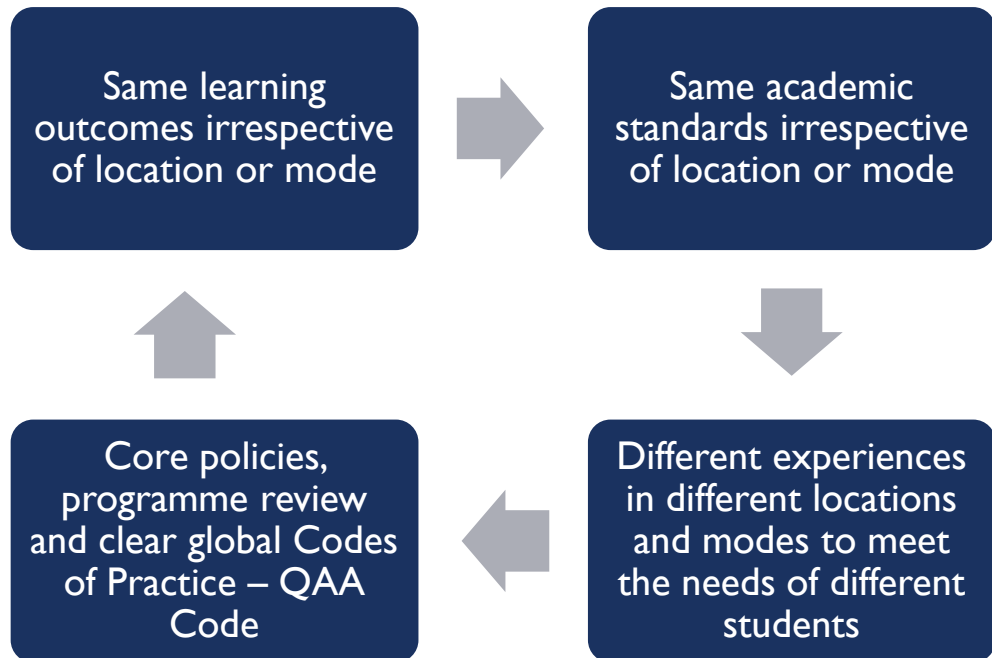 Same learning
outcomes irrespective
of location or mode
Same academic
standards irrespective
of location or mode
Different experiences
in different locations
and modes to meet
the needs of different
students
Core policies,
programme review
and clear global Codes
of Practice – QAA
Code